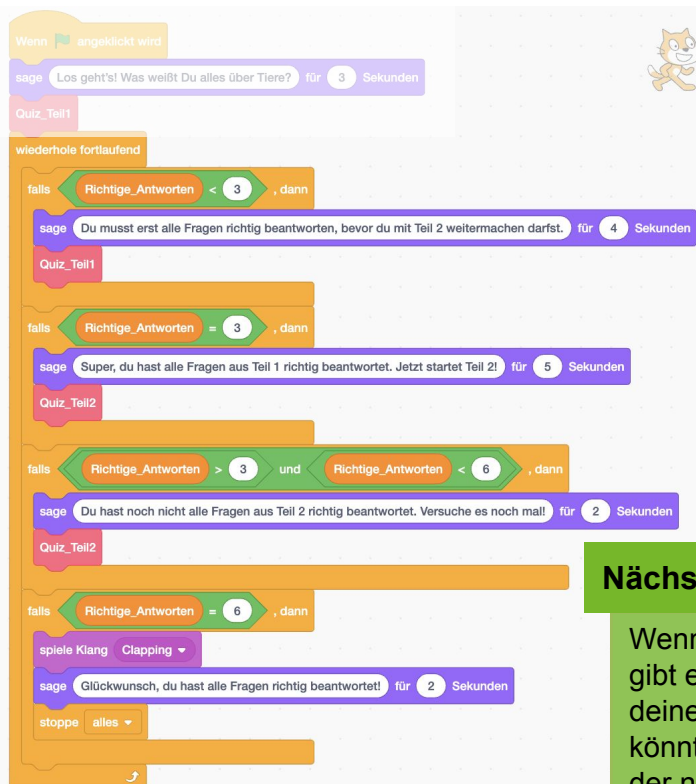 Wenn angeklickt wird
sage Los geht's! Was weißt Du alles über Tiere? für 3 Sekunden
Quiz_Teil1
wiederhole fortlaufend
falls Richtige_Antworten < 3 , dann
sage Du musst erst alle Fragen richtig beantworten, bevor du mit Teil 2 weitermachen darfst. für 4 Sekunden
Quiz_Teil1
falls Richtige_Antworten = 3 , dann
sage Super, du hast alle Fragen aus Teil 1 richtig beantwortet. Jetzt startet Teil 2! für 5 Sekunden
Quiz_Teil2
falls Richtige_Antworten > 3 und Richtige_Antworten < 6 , dann
sage Du hast noch nicht alle Fragen aus Teil 2 richtig beantwortet. Versuche es noch mal! für 2 Sekunden
Quiz_Teil2
falls Richtige_Antworten = 6 , dann
spiele Klang Clapping
sage Glückwunsch, du hast alle Fragen richtig beantwortet! für 2 Sekunden
stoppe alles
Nächs
Wenn
gibt e
deine
könnt
der n